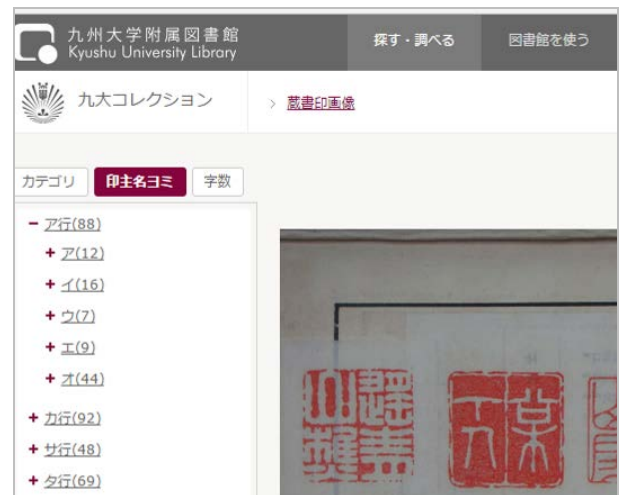 九州大学附属図書館
Kyushu University Library
探す・調べる
図書館を使う
九大コレクション
> 蔵書印画像
カテゴリ
印主名ヨミ
字数
− ア行(88)
+ ア(12)
+ イ(16)
+ ウ(7)
+ エ(9)
+ オ(44)
+ カ行(92)
+ サ行(48)
+ タ行(69)